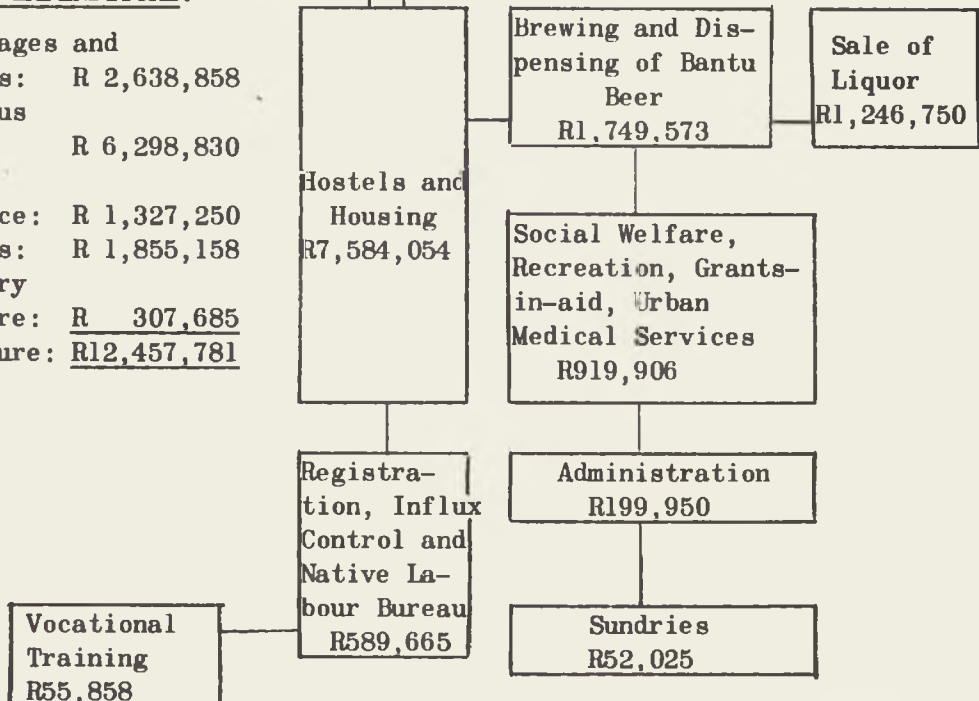 ages and
s: R 2,638,858
us
R 6,298,830
ce: R 1,327,250
s: R 1,855,158
ry
re: R 307,685
ure: R12,457,781
Hostels and
Housing
R7,584,054
Brewing and Dis-
pensing of Bantu
Beer
R1,749,573
Sale of
Liquor
R1,246,750
Social Welfare,
Recreation, Grants-
in-aid, Urban
Medical Services
R919,906
Registra-
tion, Influx
Control and
Native La-
bour Bureau
R589,665
Administration
R199,950
Vocational
Training
R55,858
Sundries
R52,025